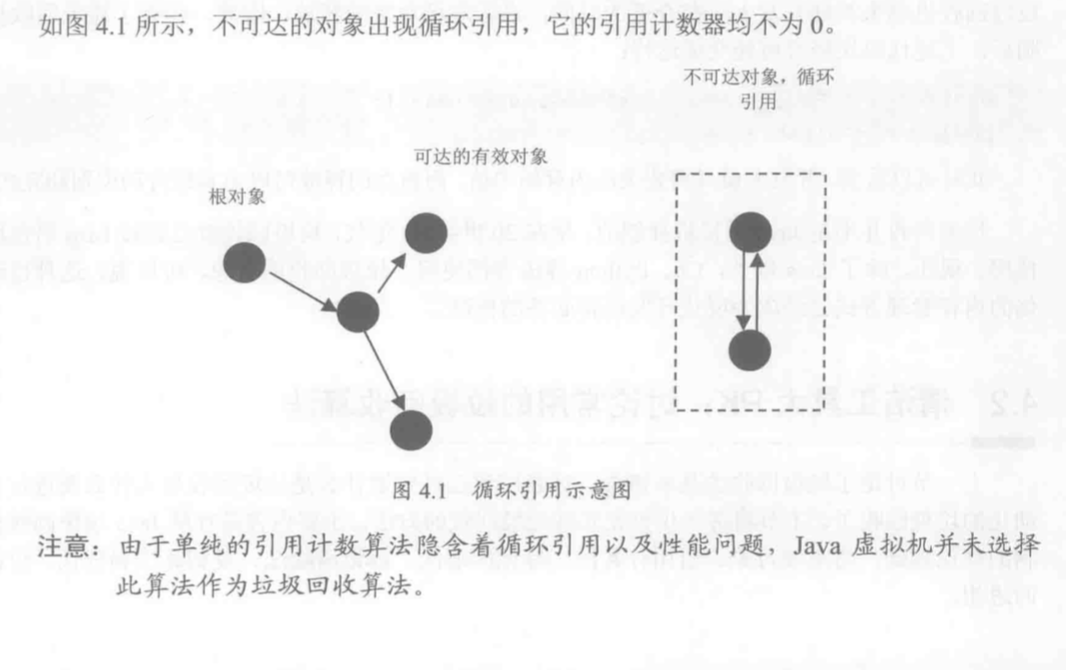 如图 4.1 所示，不可达的对象出现循环引用，它的引用计数器均不为 0。
不可达对象，循环
引用
可达的有效对象
根对象
图 4.1 循环引用示意图
注意：由于单纯的引用计数算法隐含着循环引用以及性能问题，Java 虚拟机并未选择
此算法作为垃圾回收算法。